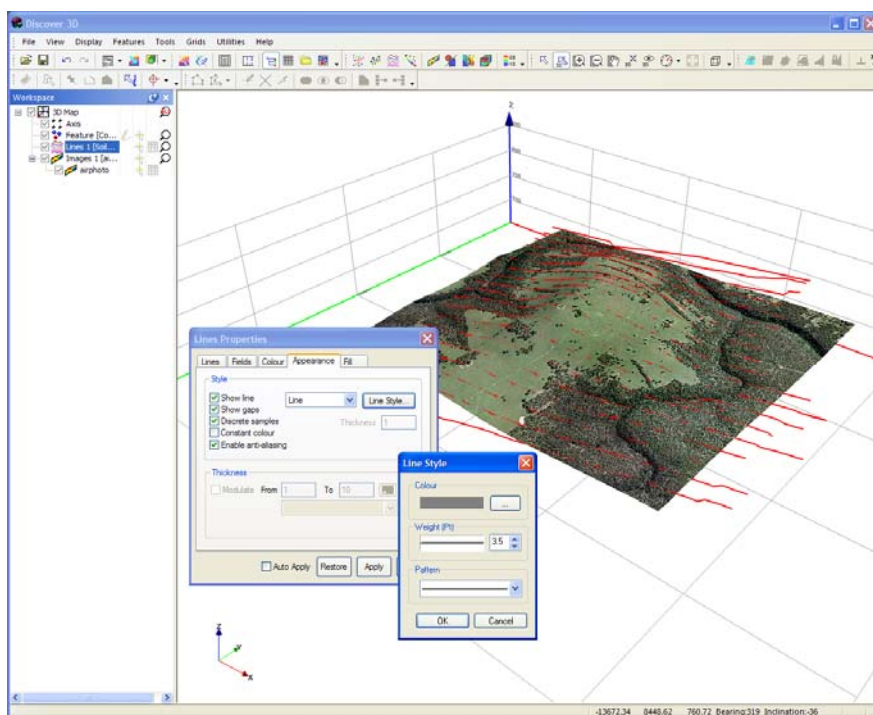 Discover 3D
File View Display Features Tools Grids Utilities Help
Workspace
3D Map
Axis
Feature [Co...
Lines 1 [Soil...
Images 1 [ai...
airphoto
Z
Lines Properties
Lines Fields Colour Appearance Fill
Style
Show line Line Line Style...
Show gaps
Discrete samples Thickness 1
Constant colour
Enable anti-aliasing
Thickness
Modulate From 1 To 10
Auto Apply Restore Apply
Line Style
Colour
...
Weight (Pt)
3.5
Pattern
OK Cancel
Z
Y
X
-13672.34 8448.62 760.72 Bearing:319 Inclination:-36